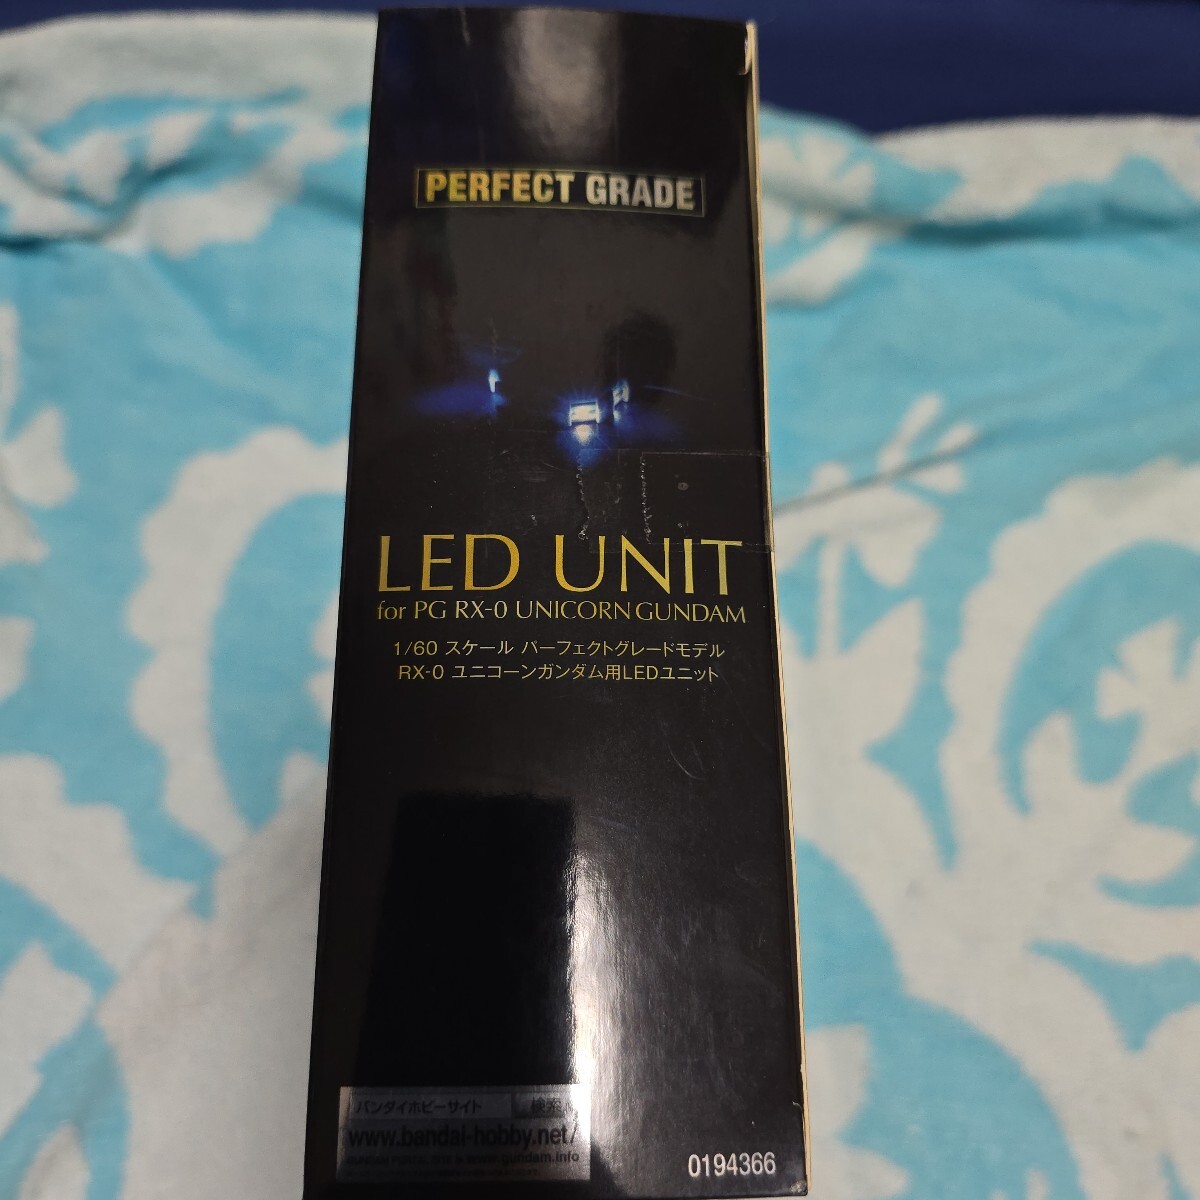 PERFECT GRADE
LED UNIT
for PG RX-0 UNICORN GUNDAM
1/60 スケール パーフェクトグレードモデル
RX-0 ユニコーンガンダム用LEDユニット
バンダイホビーサイト 検索
www.bandai-hobby.net/
www.gundam.info
0194366